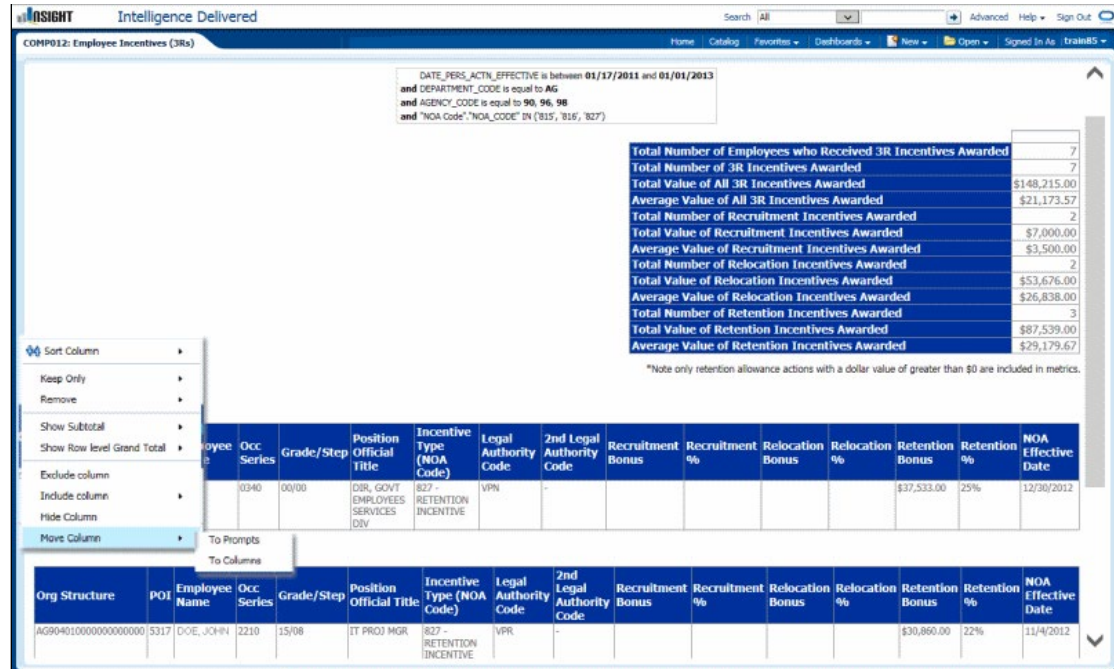 INSIGHT Intelligence Delivered Search All Advanced Help Sign Out
COMP012: Employee Incentives (3Rs) Home Catalog Favorites Dashboards New Open Signed In As train85
DATE_PERS_ACTN_EFFECTIVE is between 01/17/2011 and 01/01/2013
and DEPARTMENT_CODE is equal to AG
and AGENCY_CODE is equal to 90, 96, 98
and "NOA Code"."NOA_CODE" IN ('815', '816', '827')
Total Number of Employees who Received 3R Incentives Awarded 7
Total Number of 3R Incentives Awarded 7
Total Value of All 3R Incentives Awarded $148,215.00
Average Value of All 3R Incentives Awarded $21,173.57
Total Number of Recruitment Incentives Awarded 2
Total Value of Recruitment Incentives Awarded $7,000.00
Average Value of Recruitment Incentives Awarded $3,500.00
Total Number of Relocation Incentives Awarded 2
Total Value of Relocation Incentives Awarded $53,676.00
Average Value of Relocation Incentives Awarded $26,838.00
Total Number of Retention Incentives Awarded 3
Total Value of Retention Incentives Awarded $87,539.00
Average Value of Retention Incentives Awarded $29,179.67
*Note only retention allowance actions with a dollar value of greater than $0 are included in metrics.
Sort Column
Keep Only
Remove
Show Subtotal
Show Row level Grand Total
Exclude column
Include column
Hide Column
Move Column
To Prompts
To Columns
Occ
Series
Grade/Step
Position
Official
Title
Incentive
Type
(NOA
Code)
Legal
Authority
Code
2nd Legal
Authority
Code
Recruitment
Bonus
Recruitment
%
Relocation
Bonus
Relocation
%
Retention
Bonus
Retention
%
NOA
Effective
Date
0340
00/00
DIR, GOVT
EMPLOYEES
SERVICES
DIV
827 -
RETENTION
INCENTIVE
VPN
-
$37,533.00
25%
12/30/2012
Org Structure
POI
Employee
Name
Occ
Series
Grade/Step
Position
Official Title
Incentive
Type (NOA
Code)
Legal
Authority
Code
2nd
Legal
Authority
Code
Recruitment
Bonus
Recruitment
%
Relocation
Bonus
Relocation
%
Retention
Bonus
Retention
%
NOA
Effective
Date
AG904010000000000000
5317
DOE, JOHN
2210
15/08
IT PROJ MGR
827 -
RETENTION
INCENTIVE
VPR
-
$30,860.00
22%
11/4/2012